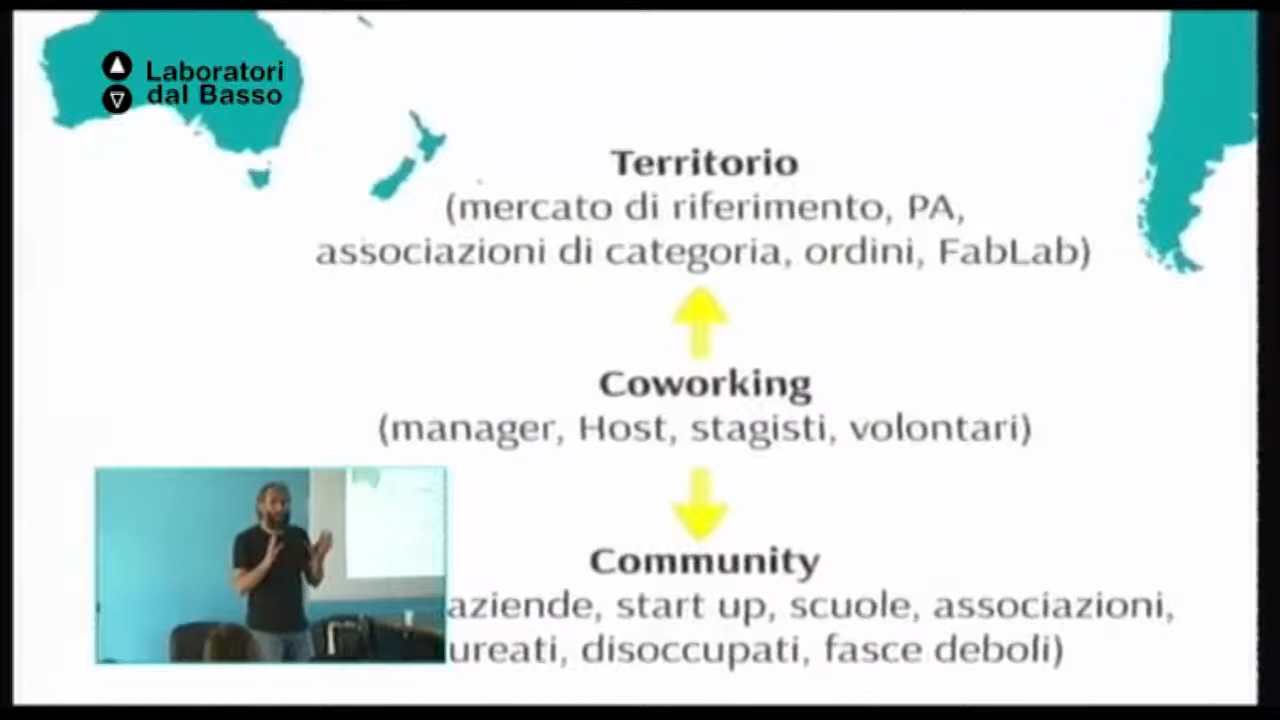 Laboratori
dal Basso
Territorio
(mercato di riferimento, PA,
associazioni di categoria, ordini, FabLab)
Coworking
(manager, Host, stagisti, volontari)
Community
aziende, start up, scuole, associazioni,
disoccupati, fasce deboli)